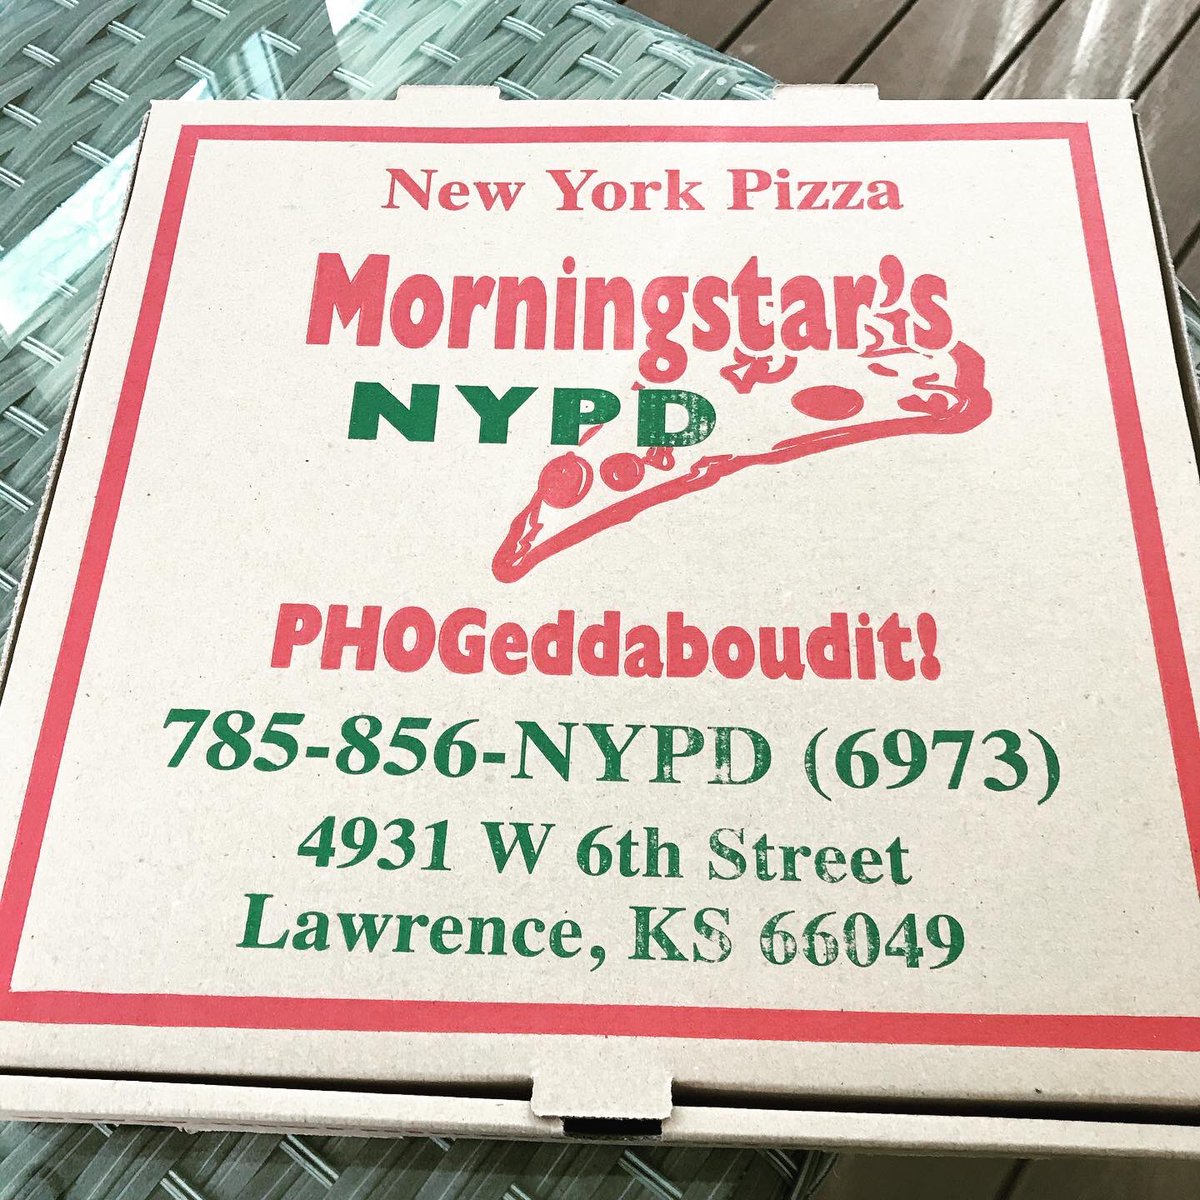 New York Pizza
Morningstar's
NYPD
PHOGeddaboudit!
785-856-NYPD (6973)
4931 W 6th Street
Lawrence, KS 66049